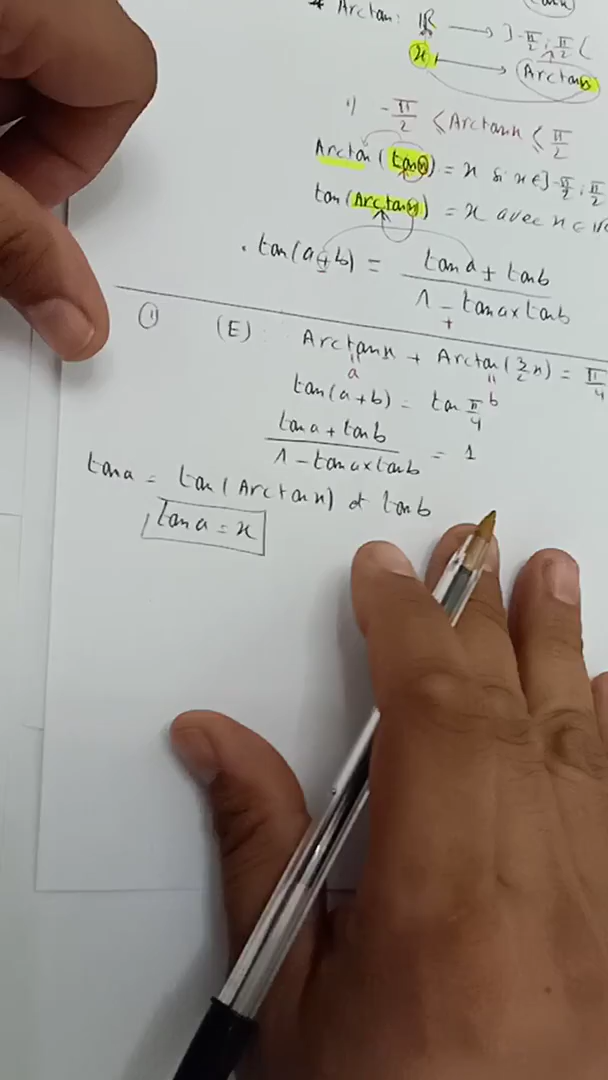 * Arctan: ℝ ⟶ ]-π/2 ; π/2 [
x ⟼ Arctan x
1) -π/2 ⩽ Arctan x ⩽ π/2
Arctan (tan x) = x si x ∈ ]-π/2 ; π/2
tan (Arctan x) = x avec x ∈ ℝ
. tan(a + b) = (tan a ± tan b) / (1 ∓ tan a × tan b)
① (E) Arctan x + Arctan (3/2 x) = π/4
a b
tan(a + b) = tan π/4
(tan a + tan b) / (1 - tan a × tan b) = 1
tan a = tan (Arctan x) et tan b
tan a = x